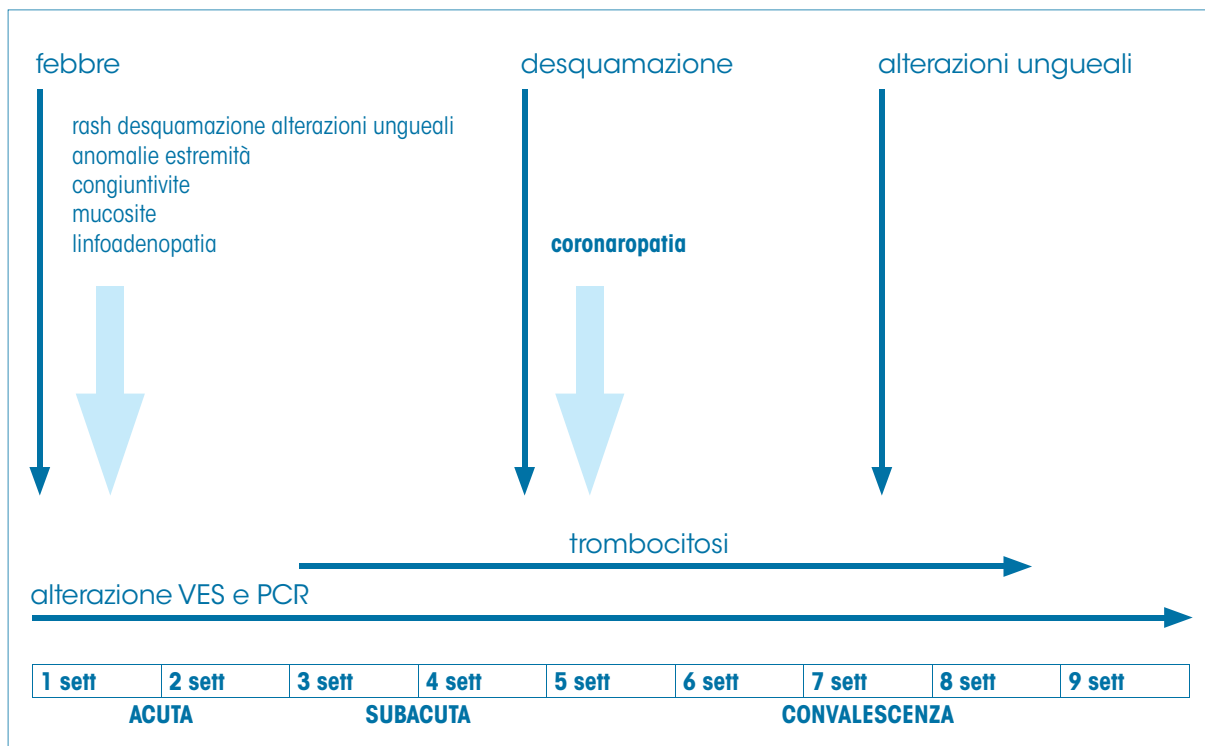 febbre
desquamazione
alterazioni ungueali
rash desquamazione alterazioni ungueali
anomalie estremità
congiuntivite
mucosite
linfoadenopatia
coronaropatia
trombocitosi
alterazione VES e PCR
1 sett 2 sett 3 sett 4 sett 5 sett 6 sett 7 sett 8 sett 9 sett
ACUTA SUBACUTA CONVALESCENZA